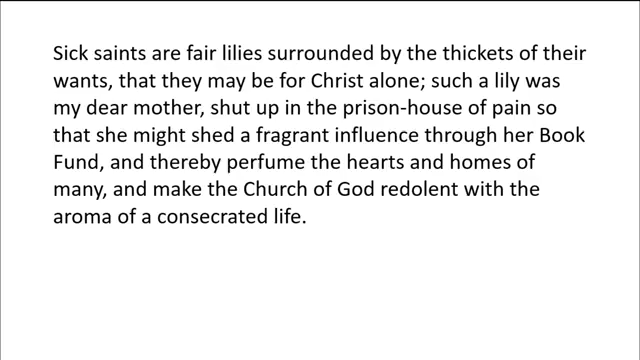 Sick saints are fair lilies surrounded by the thickets of their
wants, that they may be for Christ alone; such a lily was
my dear mother, shut up in the prison-house of pain so
that she might shed a fragrant influence through her Book
Fund, and thereby perfume the hearts and homes of
many, and make the Church of God redolent with the
aroma of a consecrated life.